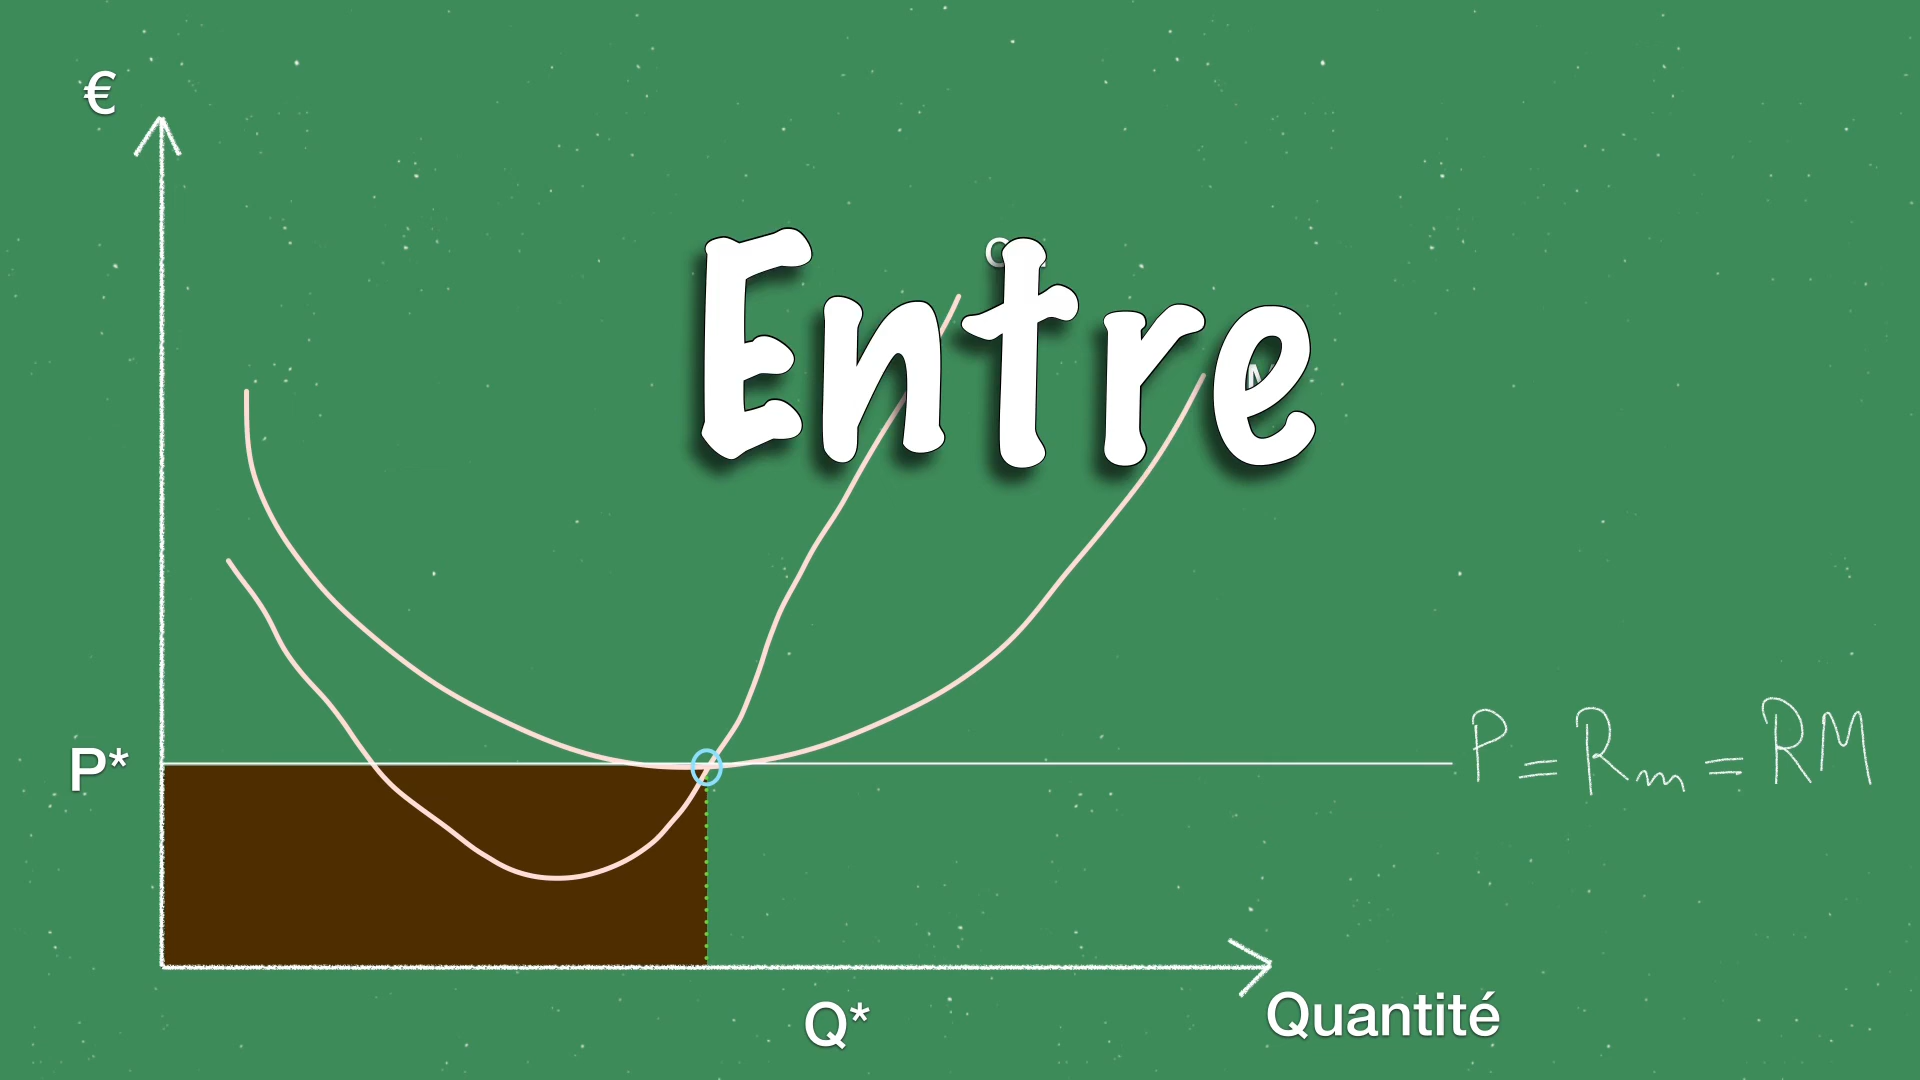 €
Entre
P*
P = Rm = RM
Q*
Quantité